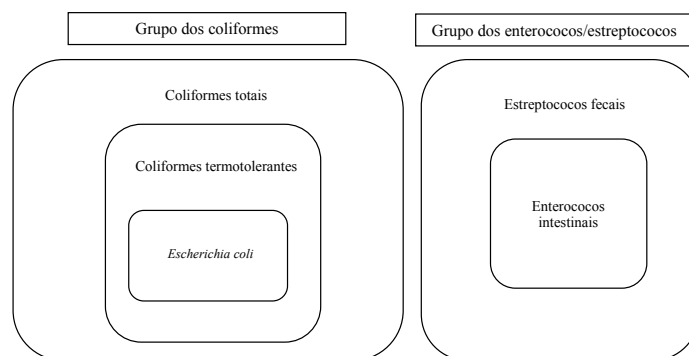 Grupo dos coliformes
Grupo dos enterococos/estreptococos
Coliformes totais
Coliformes termotolerantes
Escherichia coli
Estreptococos fecais
Enterococos
intestinais